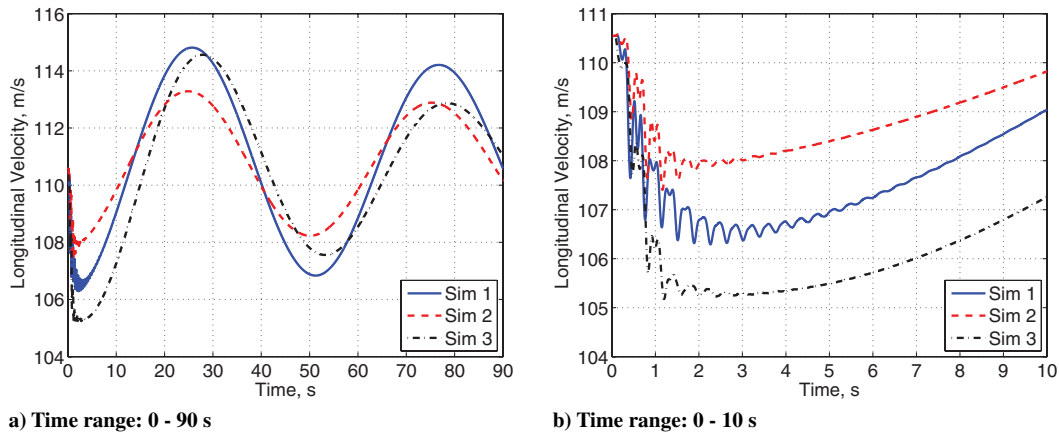 116
114
112
110
108
106
104
Longitudinal Velocity, m/s
0 10 20 30 40 50 60 70 80 90
Time, s
Sim 1
Sim 2
Sim 3
a) Time range: 0 - 90 s
111
110
109
108
107
106
105
104
Longitudinal Velocity, m/s
0 1 2 3 4 5 6 7 8 9 10
Time, s
Sim 1
Sim 2
Sim 3
b) Time range: 0 - 10 s